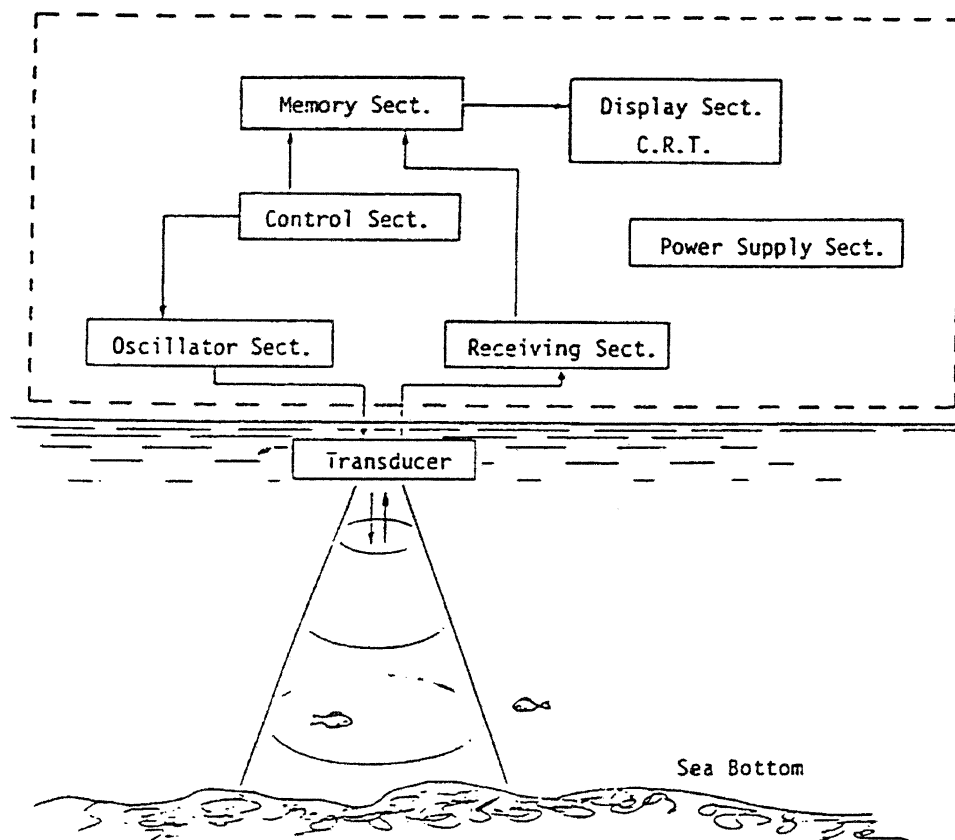 Memory Sect.
Display Sect.
C.R.T.
Control Sect.
Power Supply Sect.
Oscillator Sect.
Receiving Sect.
Transducer
Sea Bottom